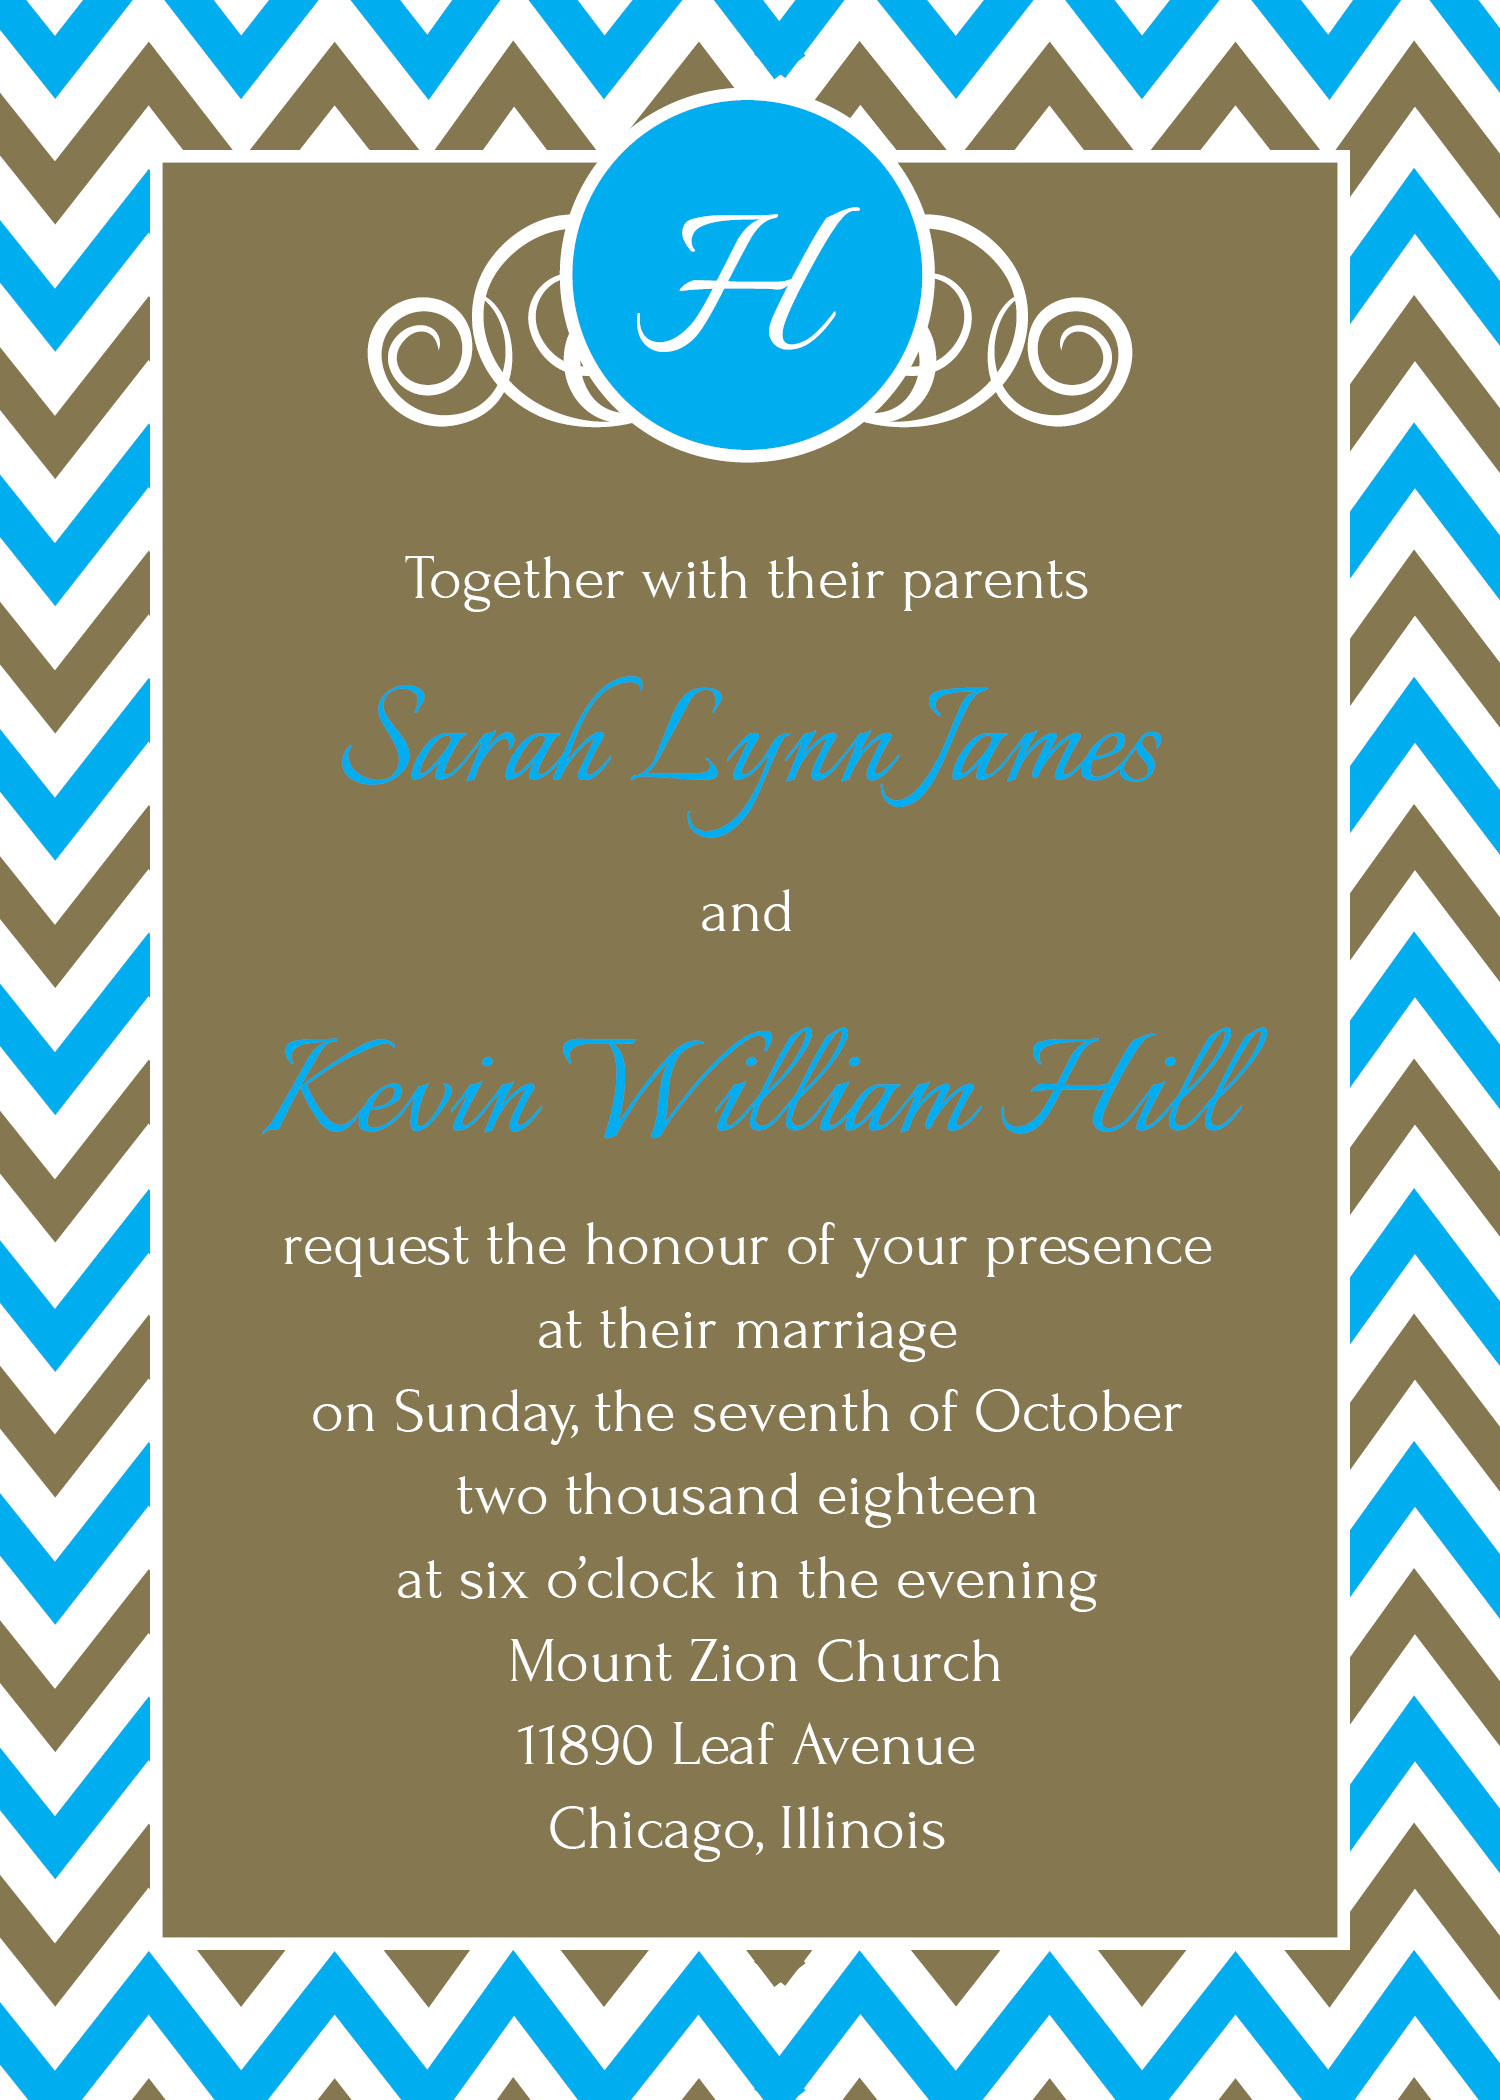 H
Together with their parents
Sarah Lynn James
and
Kevin William Hill
request the honour of your presence
at their marriage
on Sunday, the seventh of October
two thousand eighteen
at six o’clock in the evening
Mount Zion Church
11890 Leaf Avenue
Chicago, Illinois